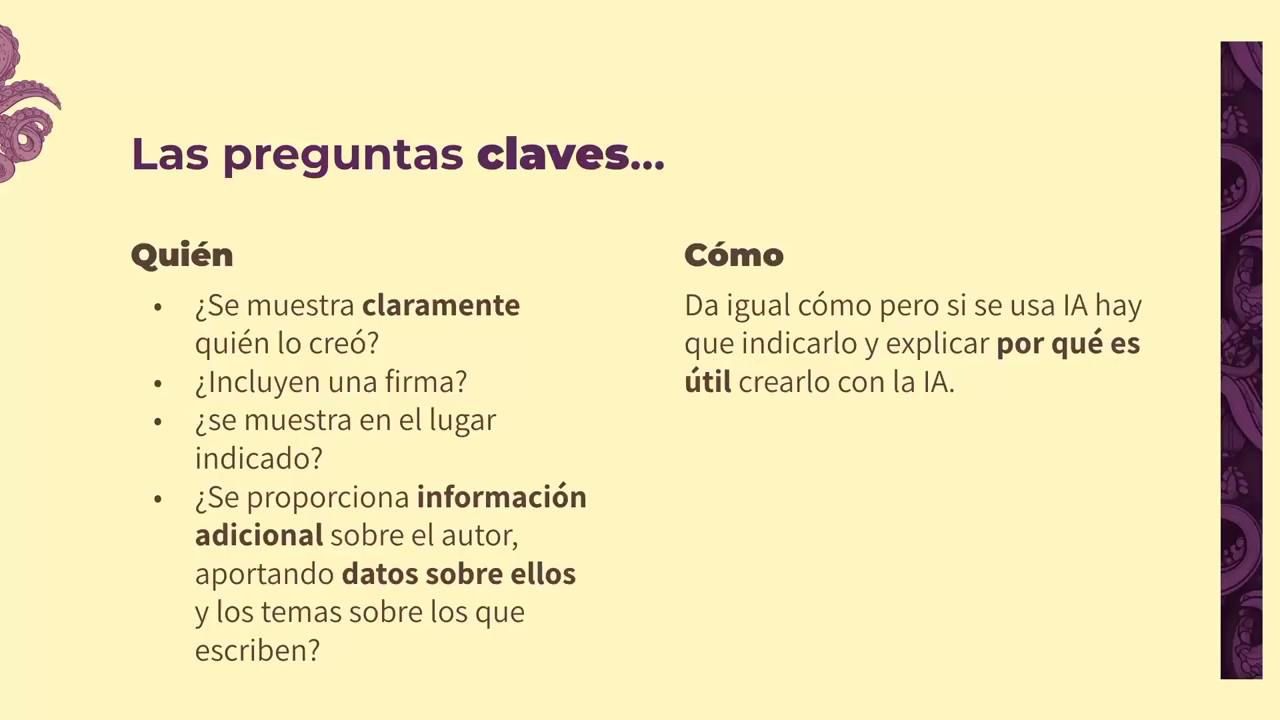 Las preguntas claves...
Quién
• ¿Se muestra claramente
quién lo creó?
• ¿Incluyen una firma?
• ¿se muestra en el lugar
indicado?
• ¿Se proporciona información
adicional sobre el autor,
aportando datos sobre ellos
y los temas sobre los que
escriben?
Cómo
Da igual cómo pero si se usa IA hay
que indicarlo y explicar por qué es
útil crearlo con la IA.